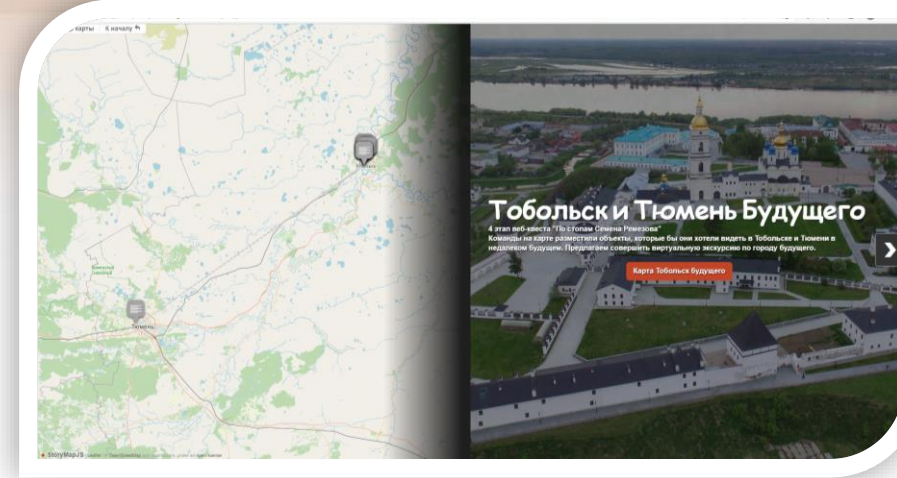 карты
К началу
Тюмень
StoryMapJS
Тобольск и Тюмень Будущего
4 этап веб-квеста "По стопам Семена Ремезова"
Команды на карте разместили объекты, которые бы они хотели видеть в Тобольске и Тюмени в
недалеком будущем. Предлагаем совершить виртуальную экскурсию по городу будущего.
Карта Тобольск будущего